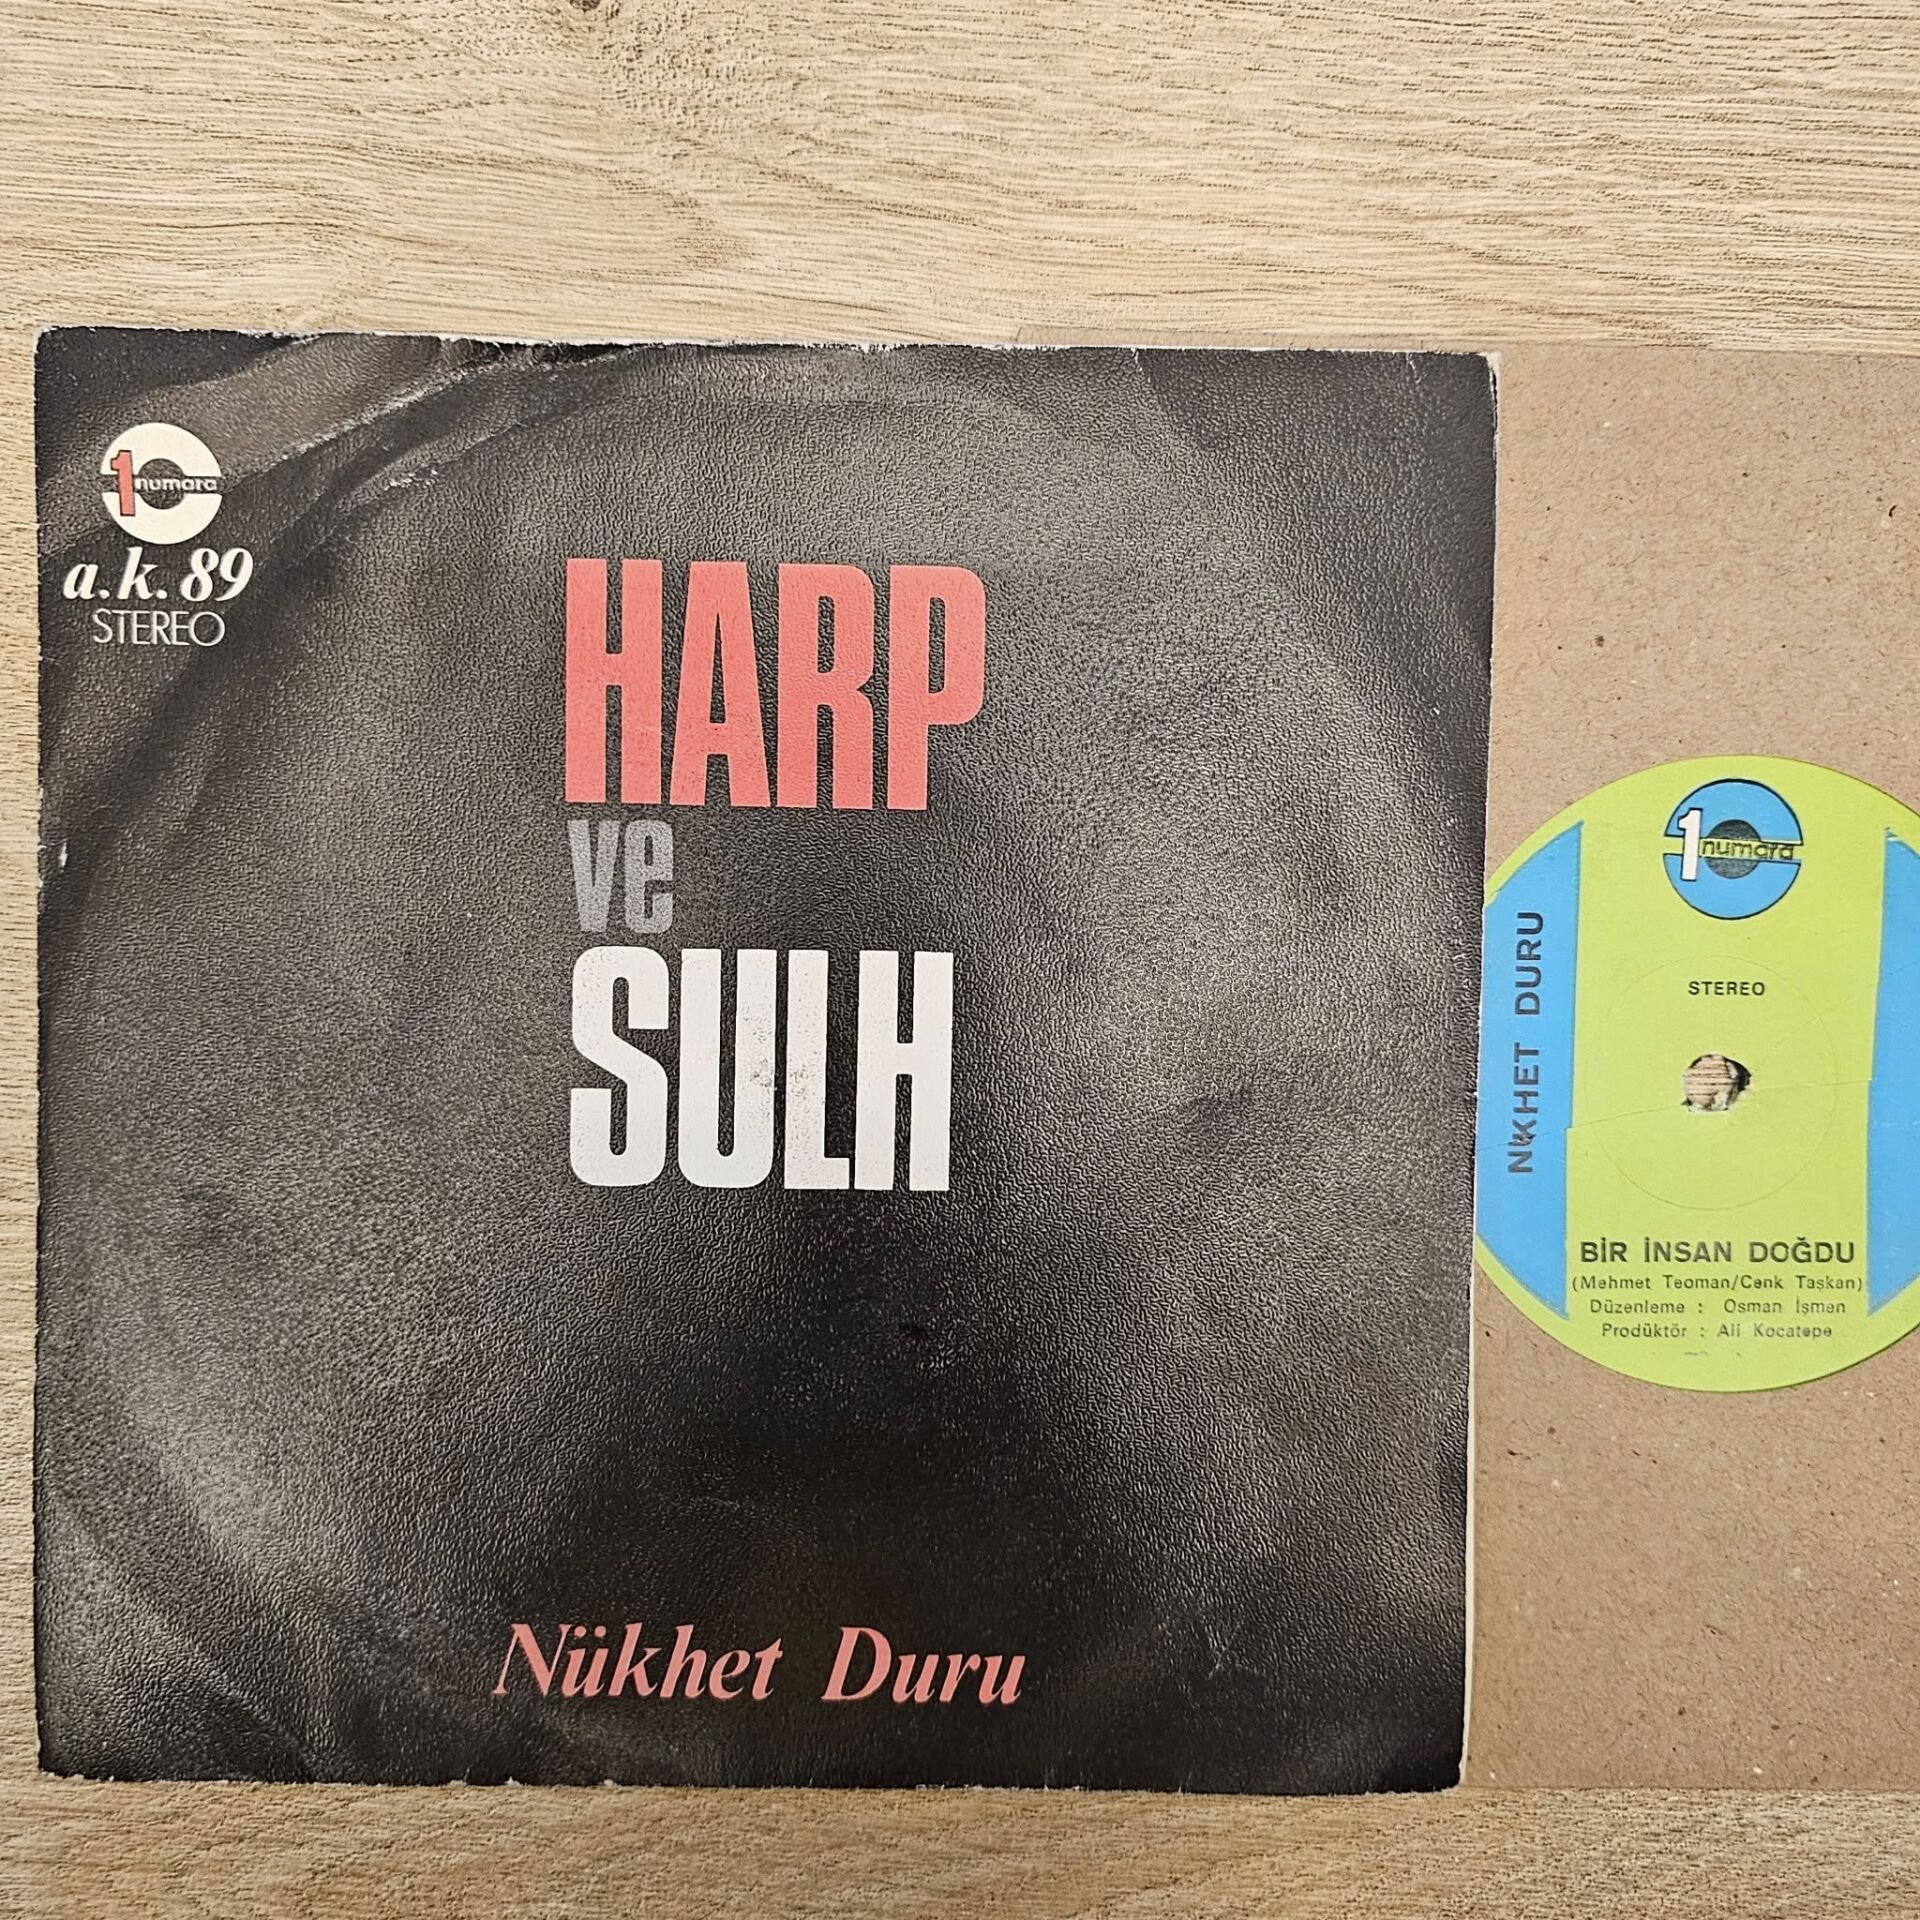 1 numara
a.k.89
STEREO
HARP
ve
SULH
Nükhet Duru
1 numara
NÜKHET DURU
STEREO
BİR İNSAN DOĞDU
(Mehmet Teoman/Cenk Taşkan)
Düzenleme : Osman İşmen
Prodüktör : Ali Kocatepe